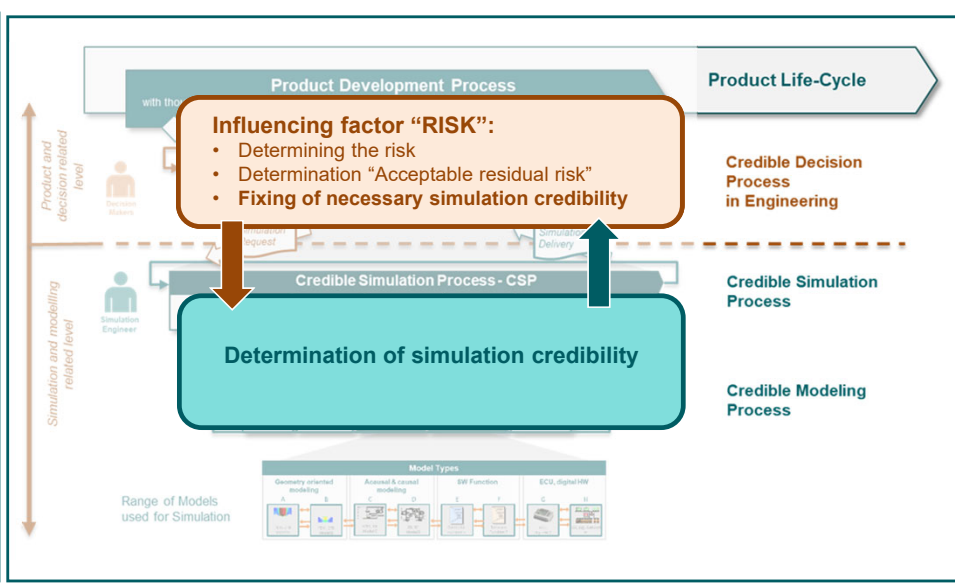 Product Development Process
Product Life-Cycle
with
Influencing factor “RISK”:
• Determining the risk
• Determination “Acceptable residual risk”
• Fixing of necessary simulation credibility
Product and
decision related
level
Decision
Makers
Credible Decision
Process
in Engineering
Request
Simulation
Delivery
Credible Simulation Process - CSP
Simulation and modelling
related level
Simulation
Engineer
Credible Simulation
Process
Determination of simulation credibility
Credible Modeling
Process
Model Types
Geometry oriented
modeling
Acausal & causal
modeling
SW Function
ECU, digital HW
A B C D E F G H
Range of Models
used for Simulation